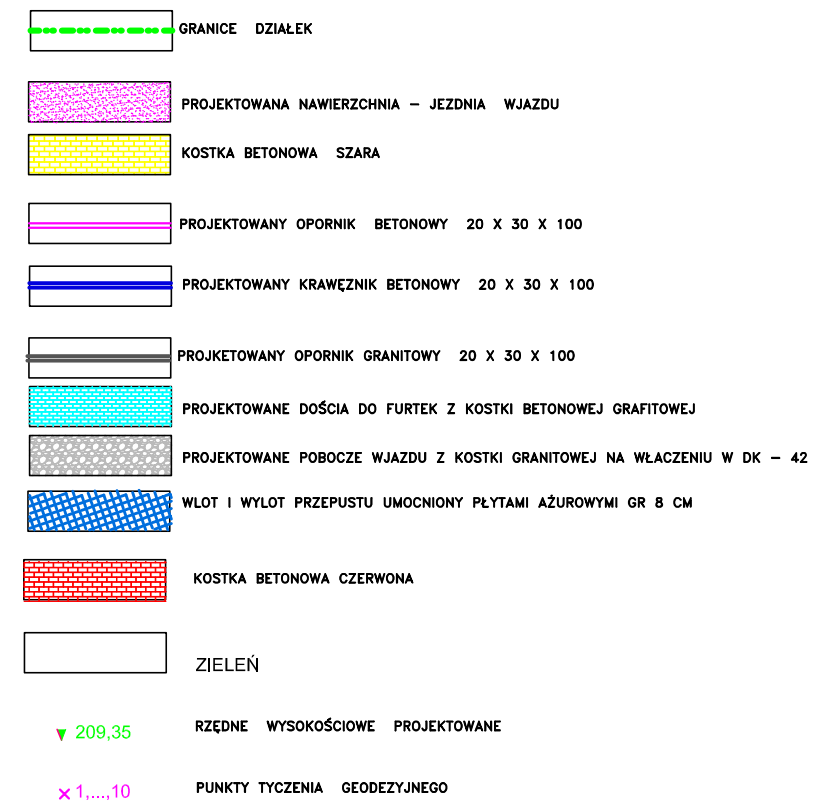 GRANICE DZIAŁEK
PROJEKTOWANA NAWIERZCHNIA – JEZDNIA WJAZDU
KOSTKA BETONOWA SZARA
PROJEKTOWANY OPORNIK BETONOWY 20 X 30 X 100
PROJEKTOWANY KRAWĘZNIK BETONOWY 20 X 30 X 100
PROJKETOWANY OPORNIK GRANITOWY 20 X 30 X 100
PROJEKTOWANE DOŚCIA DO FURTEK Z KOSTKI BETONOWEJ GRAFITOWEJ
PROJEKTOWANE POBOCZE WJAZDU Z KOSTKI GRANITOWEJ NA WŁACZENIU W DK – 42
WLOT I WYLOT PRZEPUSTU UMOCNIONY PŁYTAMI AŻUROWYMI GR 8 CM
KOSTKA BETONOWA CZERWONA
ZIELEŃ
209,35 RZĘDNE WYSOKOŚCIOWE PROJEKTOWANE
1,...,10 PUNKTY TYCZENIA GEODEZYJNEGO